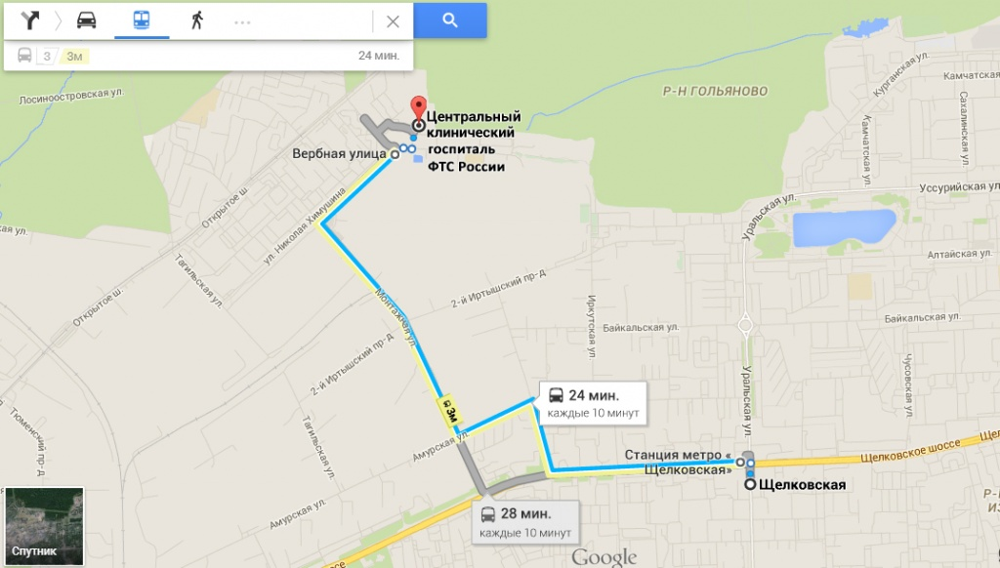 3 3м
24 мин.
Лосиноостровская ул.
Р-Н ГОЛЬЯНОВО
Курганская ул.
Камчатская
Сахалинская ул.
Камчатская ул.
Центральный
клинический
госпиталь
ФТС России
Вербная улица
Открытое ш.
ул. Николая Химушина
Уссурийская ул.
Уральская ул.
ая ул.
Тагильская ул.
Алтайская ул.
2-й Иртышский пр-д
Открытое ш.
Монтажная ул.
Иркутская ул.
Байкальская ул.
Байкальская ул.
2-й Иртышский пр-д
Чусовская ул.
Уральская ул.
24 мин.
каждые 10 минут
3м
Тюменский пр-д
Тагильская ул.
Амурская ул.
Станция метро «
Щелковская»
Щелковское шоссе
Щел
Щелковская
Р-
ИЗ
Амурская ул.
28 мин.
каждые 10 минут
Спутник
шоссе
Google